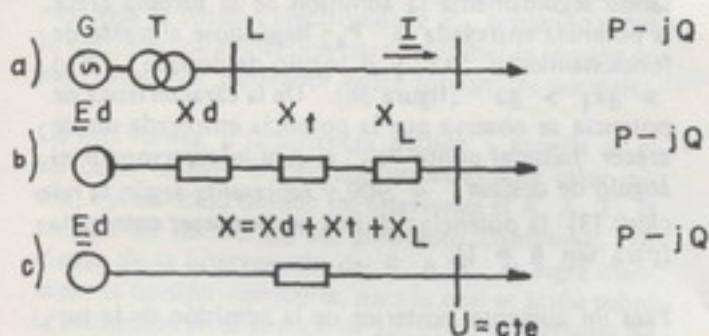 G T L I P-jQ
a)
Ed Xd Xt XL P-jQ
b)
Ed X=Xd+Xt+XL P-jQ
c)
U=cte